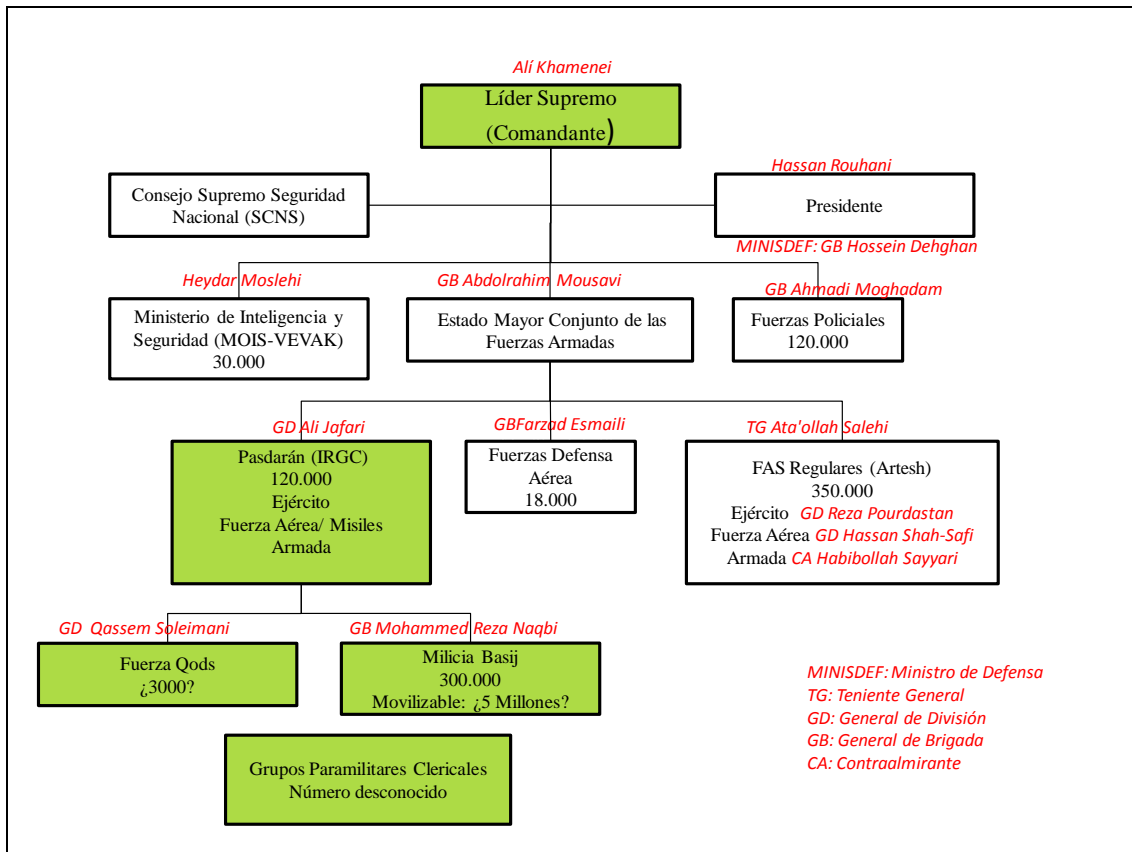 Alí Khamenei
Líder Supremo
(Comandante)
Hassan Rouhani
Consejo Supremo Seguridad
Nacional (SCNS)
Presidente
MINISDEF: GB Hossein Dehghan
Heydar Moslehi
GB Abdolrahim Mousavi
GB Ahmadi Moghadam
Ministerio de Inteligencia y
Seguridad (MOIS-VEVAK)
30.000
Estado Mayor Conjunto de las
Fuerzas Armadas
Fuerzas Policiales
120.000
GD Ali Jafari
GBFarzad Esmaili
TG Ata'ollah Salehi
Pasdarán (IRGC)
120.000
Ejército
Fuerza Aérea/ Misiles
Armada
Fuerzas Defensa
Aérea
18.000
FAS Regulares (Artesh)
350.000
Ejército GD Reza Pourdastan
Fuerza Aérea GD Hassan Shah-Safi
Armada CA Habibollah Sayyari
GD Qassem Soleimani
GB Mohammed Reza Naqbi
Fuerza Qods
¿3000?
Milicia Basij
300.000
Movilizable: ¿5 Millones?
Grupos Paramilitares Clericales
Número desconocido
MINISDEF: Ministro de Defensa
TG: Teniente General
GD: General de División
GB: General de Brigada
CA: Contraalmirante